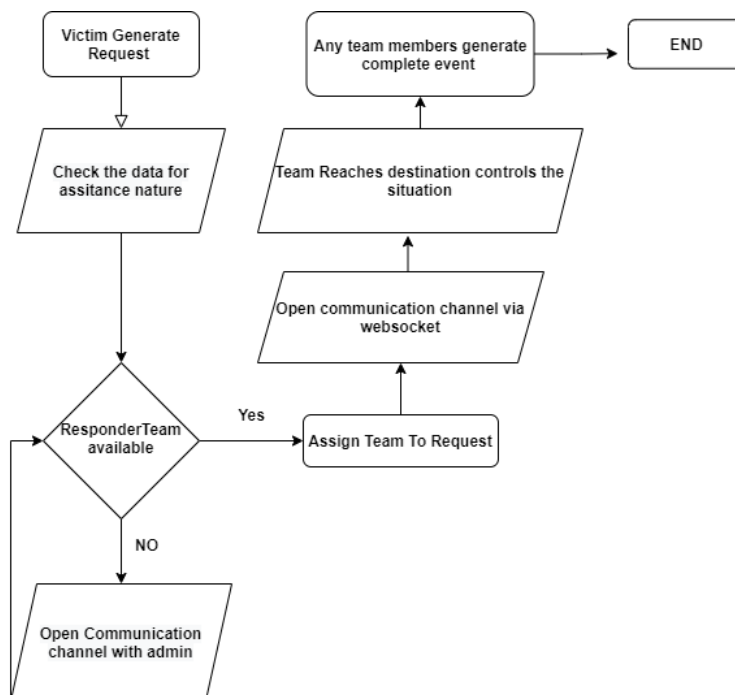 Victim Generate
Request
Check the data for
assitance nature
ResponderTeam
available
NO
Open Communication
channel with admin
Yes
Assign Team To Request
Open communication channel via
websocket
Team Reaches destination controls the
situation
Any team members generate
complete event
END